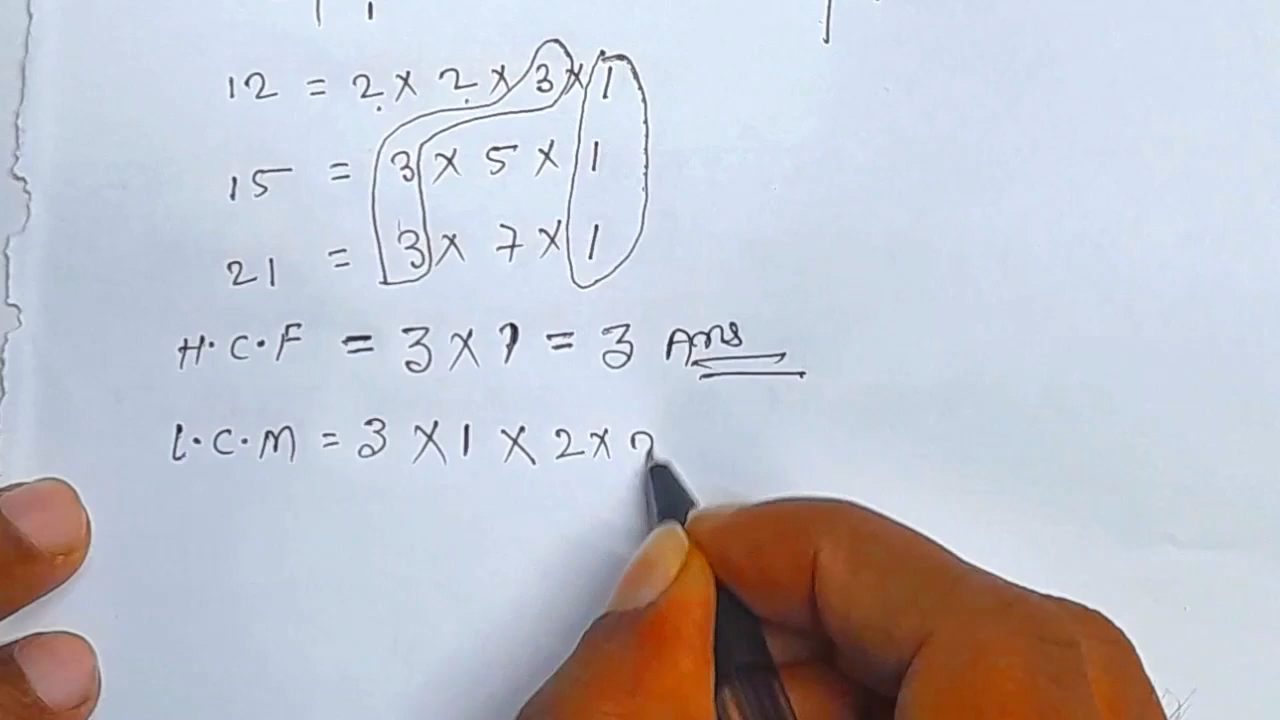 12 = 2 × 2 × 3 × 1
15 = 3 × 5 × 1
21 = 3 × 7 × 1
H.C.F = 3 × 1 = 3 Ans
L.C.M = 3 × 1 × 2 × 2